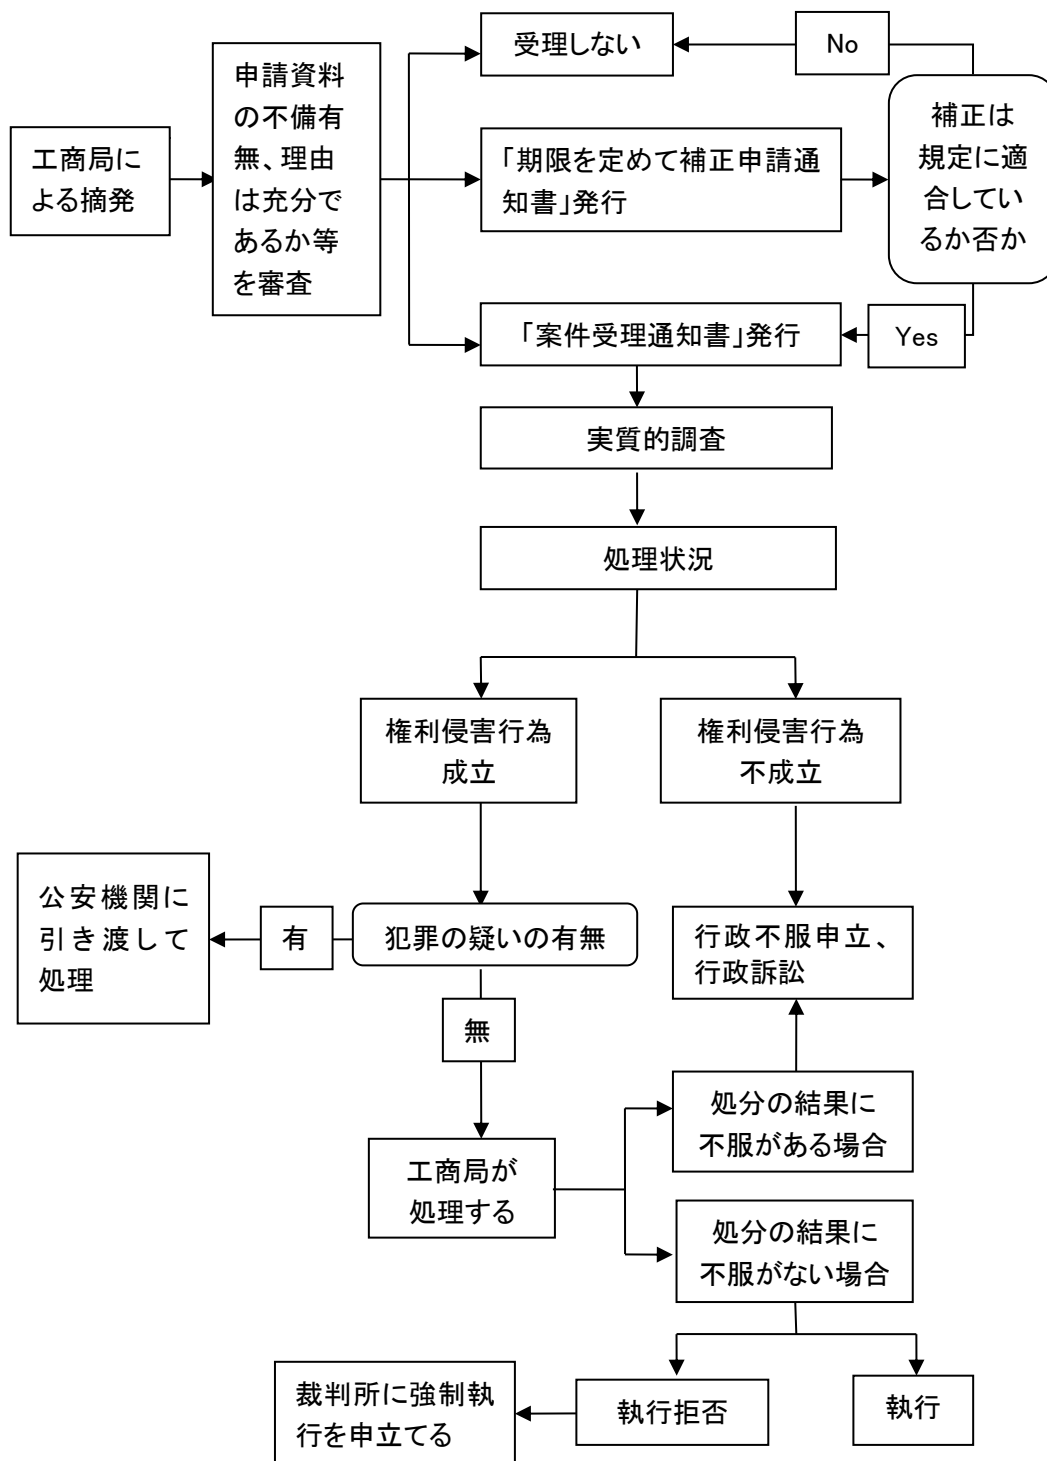 受理しない
No
申請資料
の不備有
無、理由
は充分で
あるか等
を審査
工商局に
よる摘発
「期限を定めて補正申請通
知書」発行
補正は
規定に適
合してい
るか否か
「案件受理通知書」発行
Yes
実質的調査
処理状況
権利侵害行為
成立
権利侵害行為
不成立
公安機関に
引き渡して
処理
有
犯罪の疑いの有無
行政不服申立、
行政訴訟
無
工商局が
処理する
処分の結果に
不服がある場合
処分の結果に
不服がない場合
裁判所に強制執
行を申立てる
執行拒否
執行